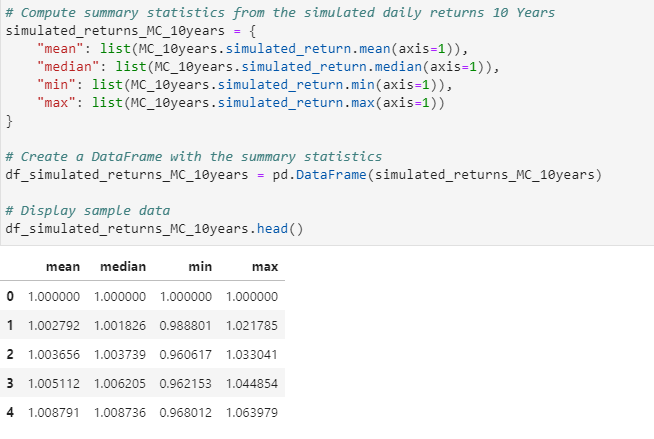 # Compute summary statistics from the simulated daily returns 10 Years
simulated_returns_MC_10years = {
    "mean": list(MC_10years.simulated_return.mean(axis=1)),
    "median": list(MC_10years.simulated_return.median(axis=1)),
    "min": list(MC_10years.simulated_return.min(axis=1)),
    "max": list(MC_10years.simulated_return.max(axis=1))
}
# Create a DataFrame with the summary statistics
df_simulated_returns_MC_10years = pd.DataFrame(simulated_returns_MC_10years)
# Display sample data
df_simulated_returns_MC_10years.head()
mean median min max
0 1.000000 1.000000 1.000000 1.000000
1 1.002792 1.001826 0.988801 1.021785
2 1.003656 1.003739 0.960617 1.033041
3 1.005112 1.006205 0.962153 1.044854
4 1.008791 1.008736 0.968012 1.063979